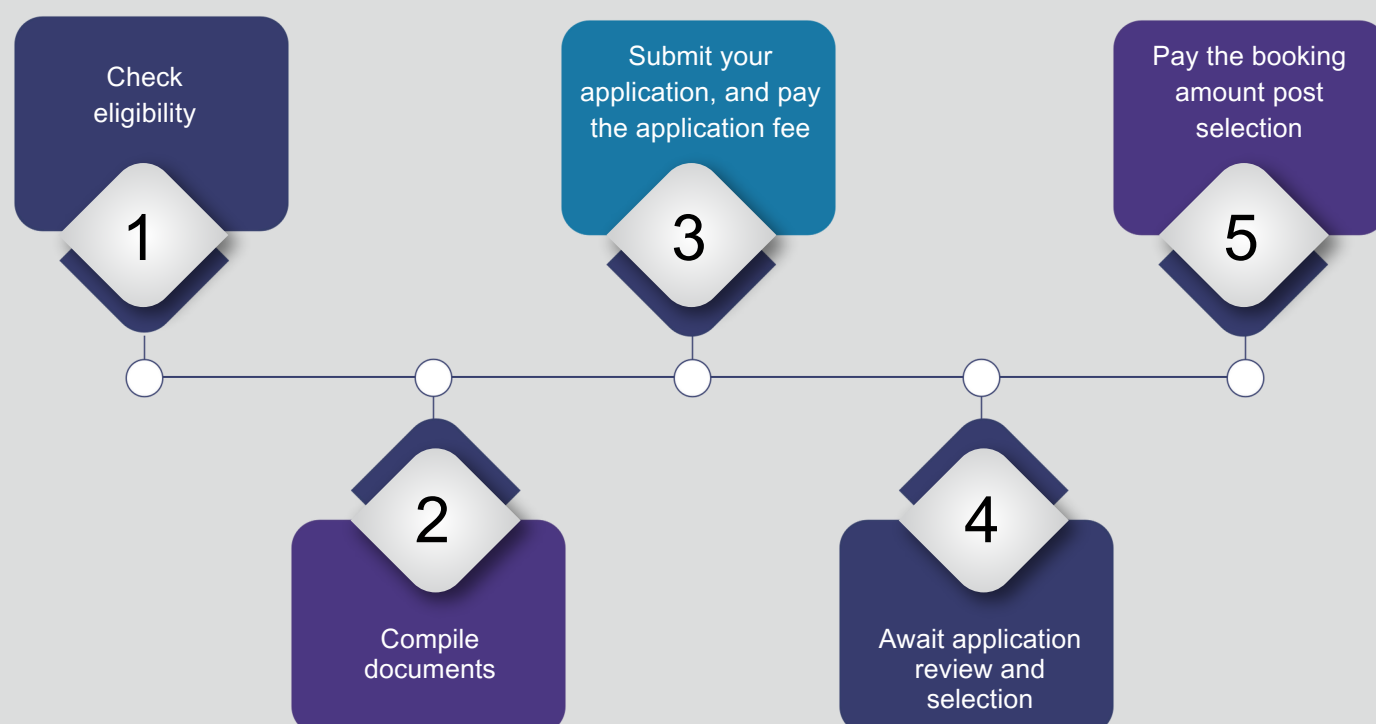 Check
eligibility
1
2
Compile
documents
Submit your
application, and pay
the application fee
3
4
Await application
review and
selection
Pay the booking
amount post
selection
5